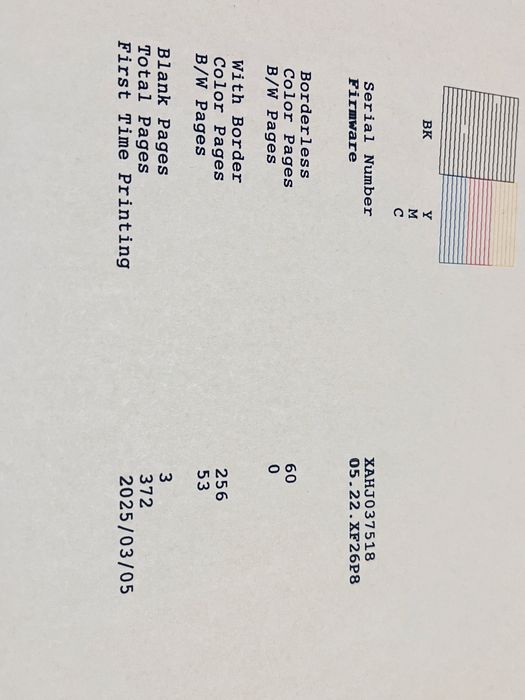 BK
Y
M
C
Serial Number XAHJ037518
Firmware 05.22.XF26P8
Borderless
Color Pages 60
B/W Pages 0
With Border
Color Pages 256
B/W Pages 53
Blank Pages 3
Total Pages 372
First Time Printing 2025/03/05